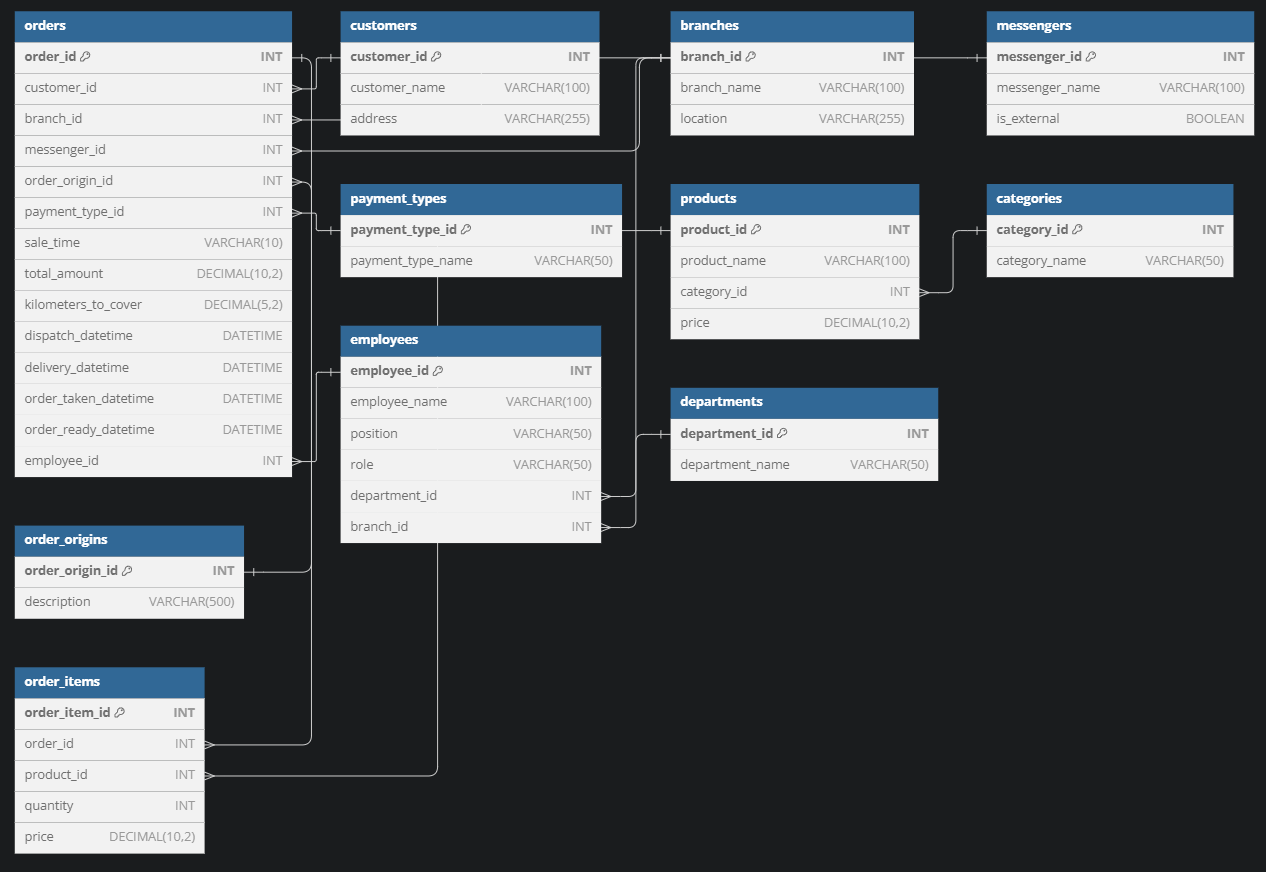 orders
order_id INT
customer_id INT
branch_id INT
messenger_id INT
order_origin_id INT
payment_type_id INT
sale_time VARCHAR(10)
total_amount DECIMAL(10,2)
kilometers_to_cover DECIMAL(5,2)
dispatch_datetime DATETIME
delivery_datetime DATETIME
order_taken_datetime DATETIME
order_ready_datetime DATETIME
employee_id INT
customers
customer_id INT
customer_name VARCHAR(100)
address VARCHAR(255)
branches
branch_id INT
branch_name VARCHAR(100)
location VARCHAR(255)
messengers
messenger_id INT
messenger_name VARCHAR(100)
is_external BOOLEAN
payment_types
payment_type_id INT
payment_type_name VARCHAR(50)
products
product_id INT
product_name VARCHAR(100)
category_id INT
price DECIMAL(10,2)
categories
category_id INT
category_name VARCHAR(50)
employees
employee_id INT
employee_name VARCHAR(100)
position VARCHAR(50)
role VARCHAR(50)
department_id INT
branch_id INT
departments
department_id INT
department_name VARCHAR(50)
order_origins
order_origin_id INT
description VARCHAR(500)
order_items
order_item_id INT
order_id INT
product_id INT
quantity INT
price DECIMAL(10,2)